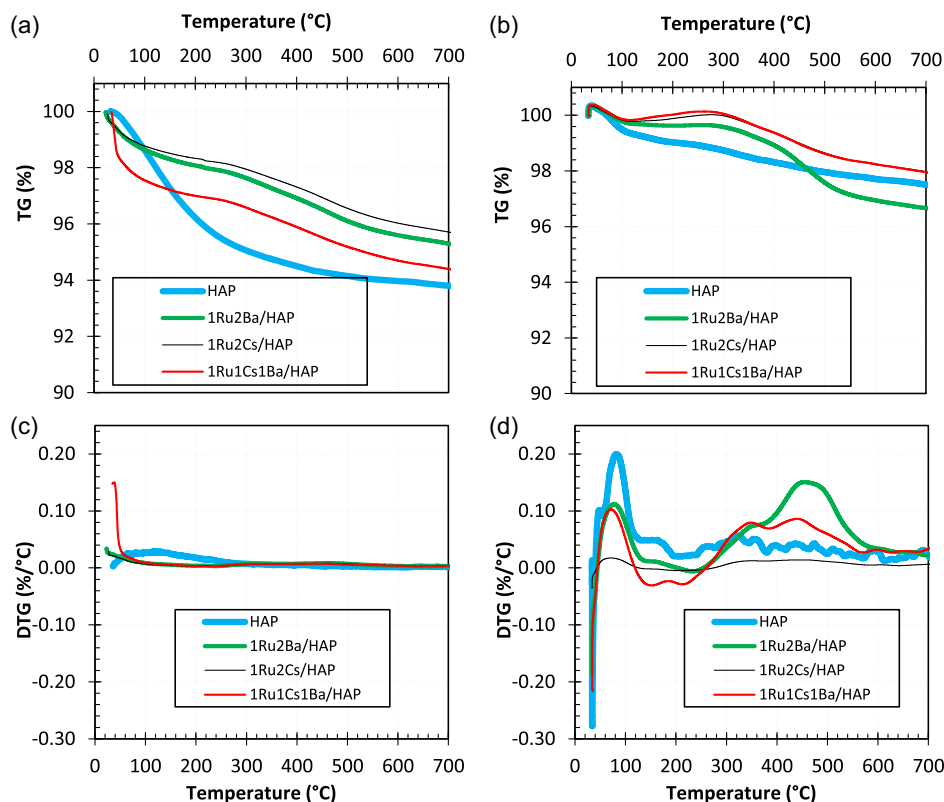 (a)
Temperature (°C)
0 100 200 300 400 500 600 700
TG (%)
100
98
96
94
92
90
HAP
1Ru2Ba/HAP
1Ru2Cs/HAP
1Ru1Cs1Ba/HAP
(b)
Temperature (°C)
0 100 200 300 400 500 600 700
TG (%)
100
98
96
94
92
90
HAP
1Ru2Ba/HAP
1Ru2Cs/HAP
1Ru1Cs1Ba/HAP
(c)
DTG (%/°C)
0.20
0.10
0.00
-0.10
-0.20
-0.30
HAP
1Ru2Ba/HAP
1Ru2Cs/HAP
1Ru1Cs1Ba/HAP
0 100 200 300 400 500 600 700
Temperature (°C)
(d)
DTG (%/°C)
0.20
0.10
0.00
-0.10
-0.20
-0.30
HAP
1Ru2Ba/HAP
1Ru2Cs/HAP
1Ru1Cs1Ba/HAP
0 100 200 300 400 500 600 700
Temperature (°C)